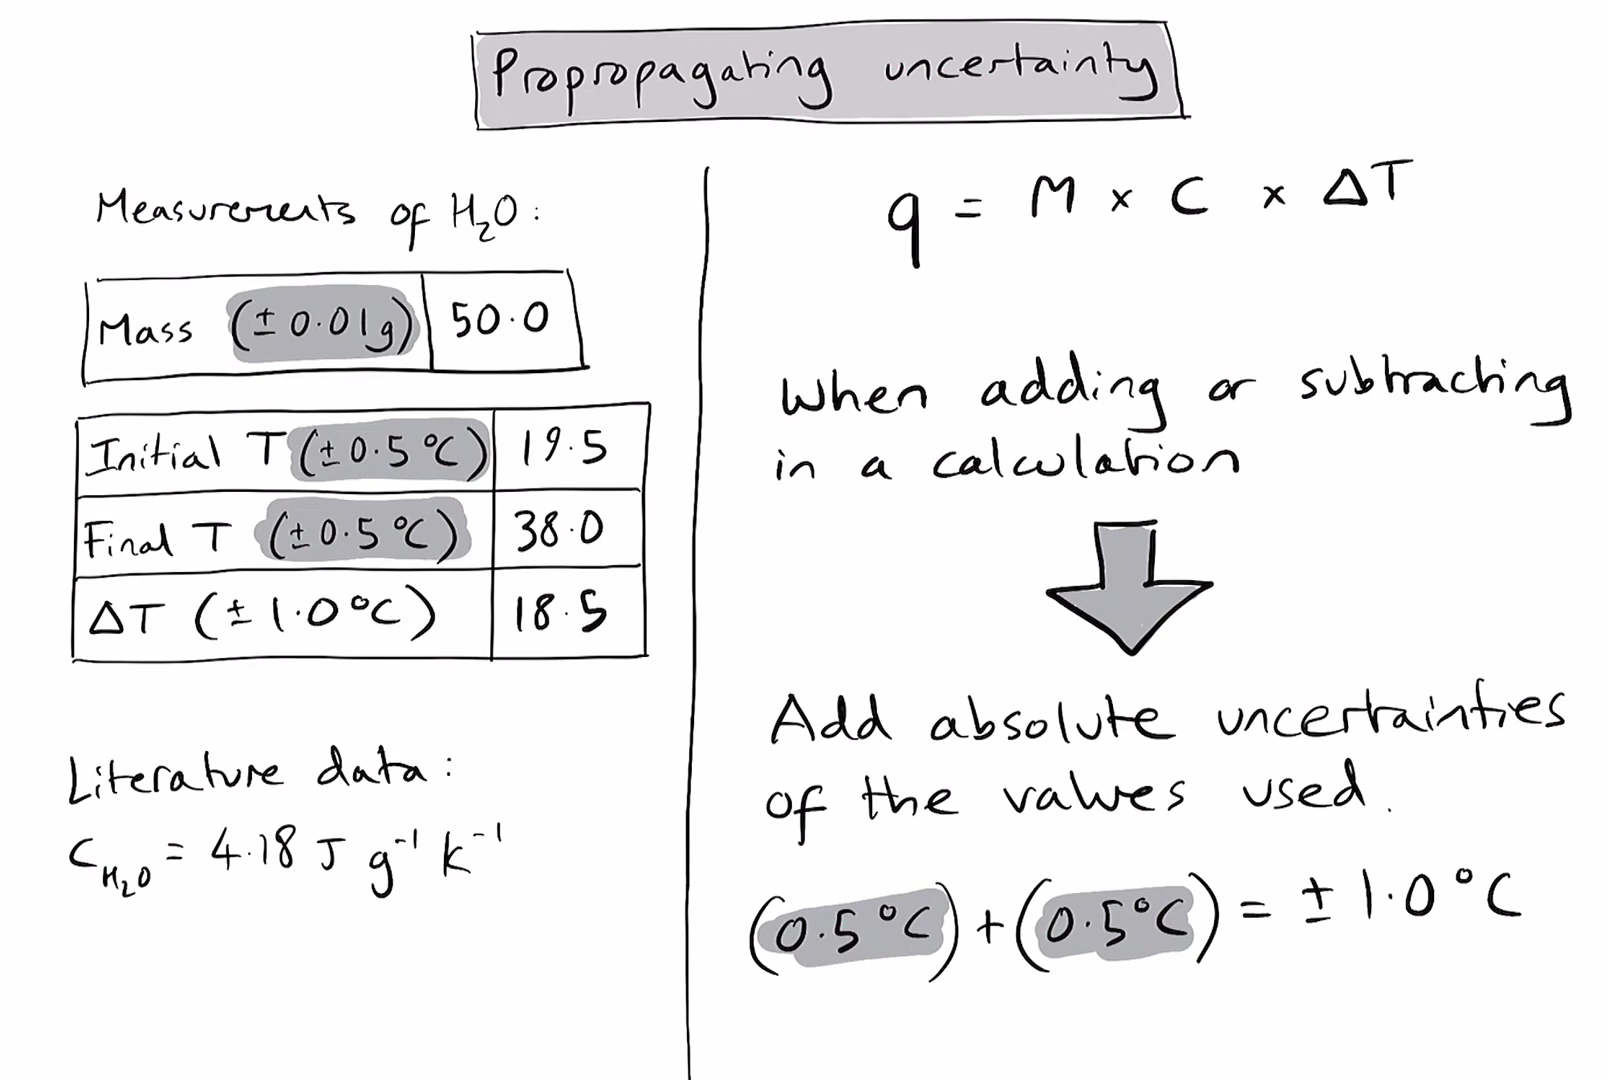 Propropagating uncertainty
Measurements of H₂O:
Mass (±0.01g) 50.0
Initial T (±0.5°C) 19.5
Final T (±0.5°C) 38.0
ΔT (±1.0°C) 18.5
Literature data:
C_H₂O = 4.18 J g⁻¹ K⁻¹
q = M × C × ΔT
When adding or subtracting
in a calculation
Add absolute uncertainties
of the values used.
(0.5°C) + (0.5°C) = ±1.0°C